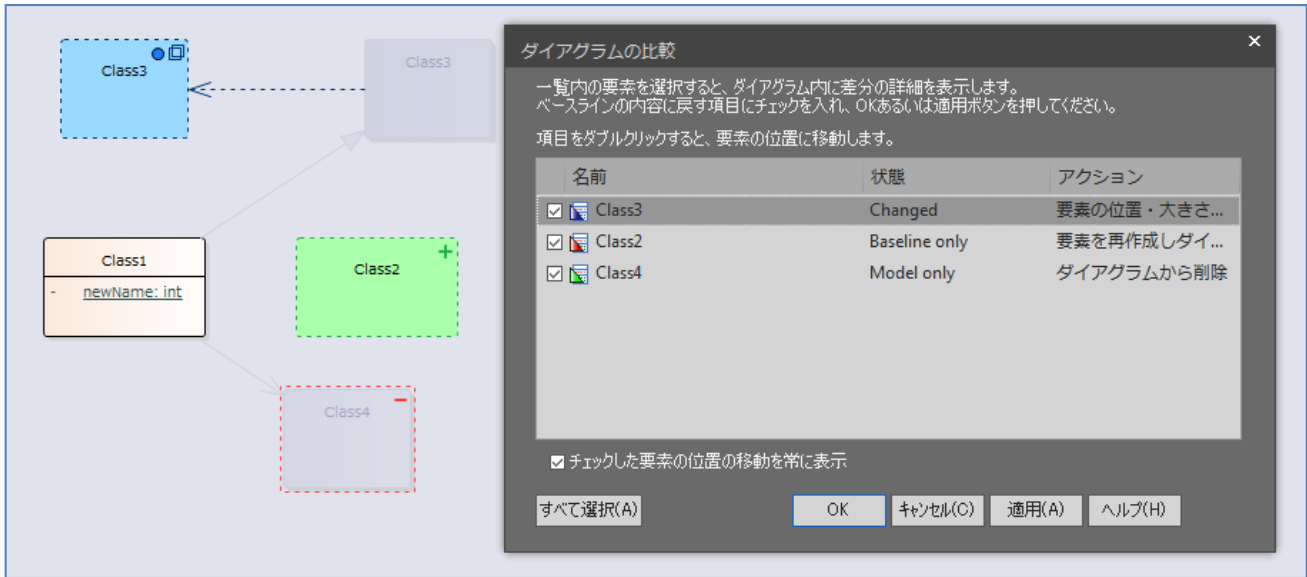 Class3
Class3
Class1
- newName: int
Class2
+
Class4
ダイアグラムの比較
一覧内の要素を選択すると、ダイアグラム内に差分の詳細を表示します。
ベースラインの内容に戻す項目にチェックを入れ、OKあるいは適用ボタンを押してください。
項目をダブルクリックすると、要素の位置に移動します。
名前 状態 アクション
Class3 Changed 要素の位置・大きさ...
Class2 Baseline only 要素を再作成しダイ...
Class4 Model only ダイアグラムから削除
チェックした要素の位置の移動を常に表示
すべて選択(A) OK キャンセル(C) 適用(A) ヘルプ(H)